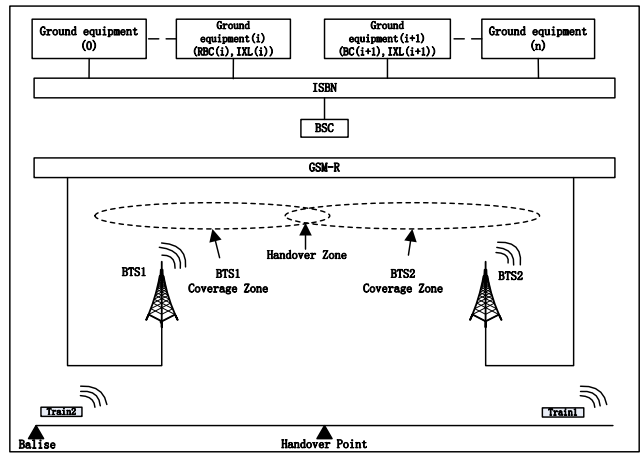 Ground equipment
(0)
Ground
equipment(i)
(RBC(i),IXL(i))
Ground
equipment(i+1)
(BC(i+1),IXL(i+1))
Ground equipment
(n)
ISBN
BSC
GSM-R
Handover Zone
BTS1
BTS1
Coverage Zone
BTS2
Coverage Zone
BTS2
Train2
Train1
Balise
Handover Point